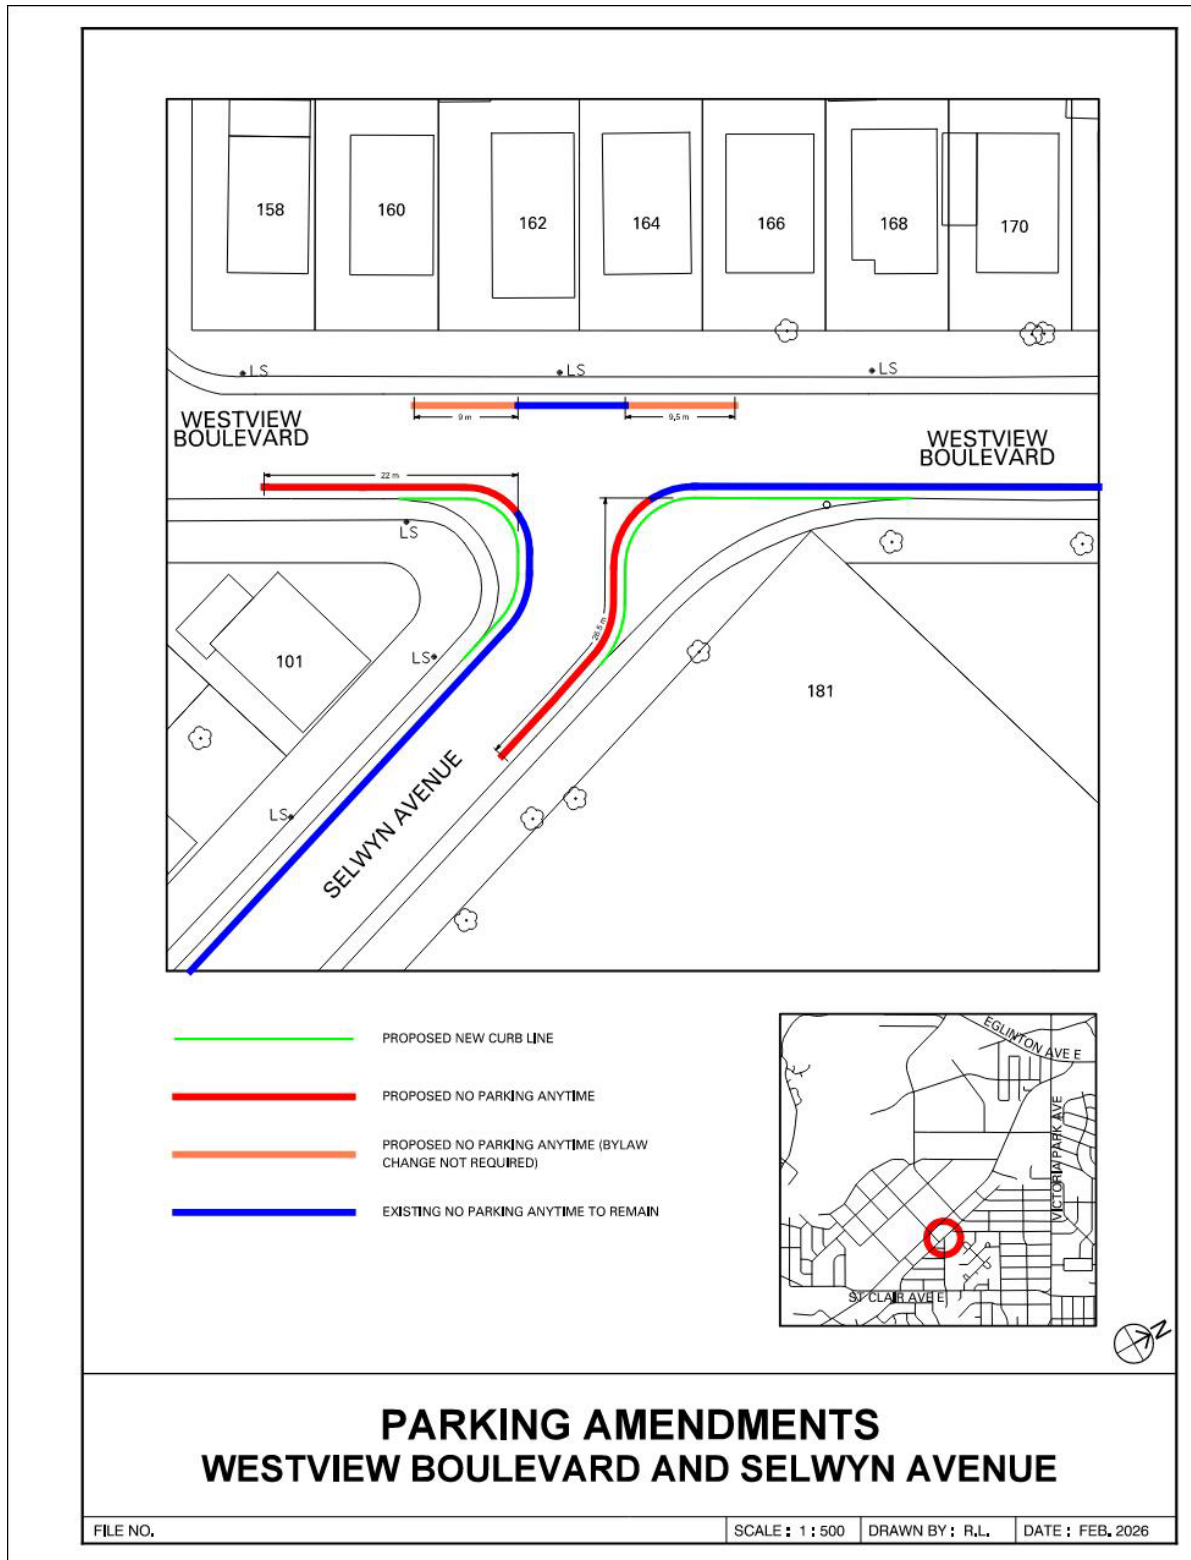 158
160
162
164
166
168
170
LS
LS
LS
WESTVIEW
BOULEVARD
9 m
9,5 m
WESTVIEW
BOULEVARD
22 m
LS
26.5 m
LS
101
181
LS
SELWYN AVENUE
PROPOSED NEW CURB LINE
PROPOSED NO PARKING ANYTIME
PROPOSED NO PARKING ANYTIME (BYLAW
CHANGE NOT REQUIRED)
EXISTING NO PARKING ANYTIME TO REMAIN
EGLINTON AVE E
VICTORIA PARK AVE
ST CLAIR AVE E
N
PARKING AMENDMENTS
WESTVIEW BOULEVARD AND SELWYN AVENUE
FILE NO.
SCALE : 1 : 500
DRAWN BY : R.L.
DATE : FEB. 2026